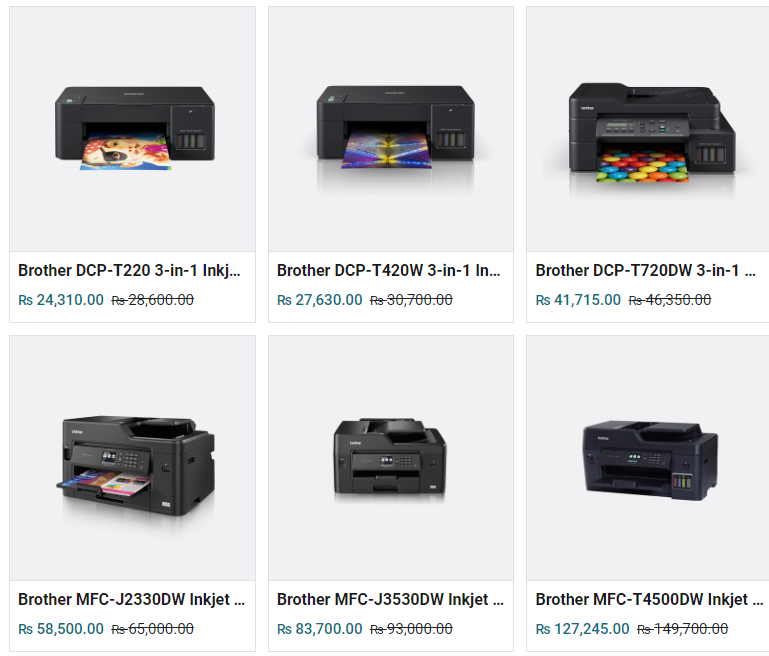 Brother DCP-T220 3-in-1 Inkj...
₨ 24,310.00 ₨ 28,600.00
Brother DCP-T420W 3-in-1 In...
₨ 27,630.00 ₨ 30,700.00
brother
Brother DCP-T720DW 3-in-1 ...
₨ 41,715.00 ₨ 46,350.00
brother
Brother MFC-J2330DW Inkjet ...
₨ 58,500.00 ₨ 65,000.00
brother
Brother MFC-J3530DW Inkjet ...
₨ 83,700.00 ₨ 93,000.00
brother
Brother MFC-T4500DW Inkjet ...
₨ 127,245.00 ₨ 149,700.00